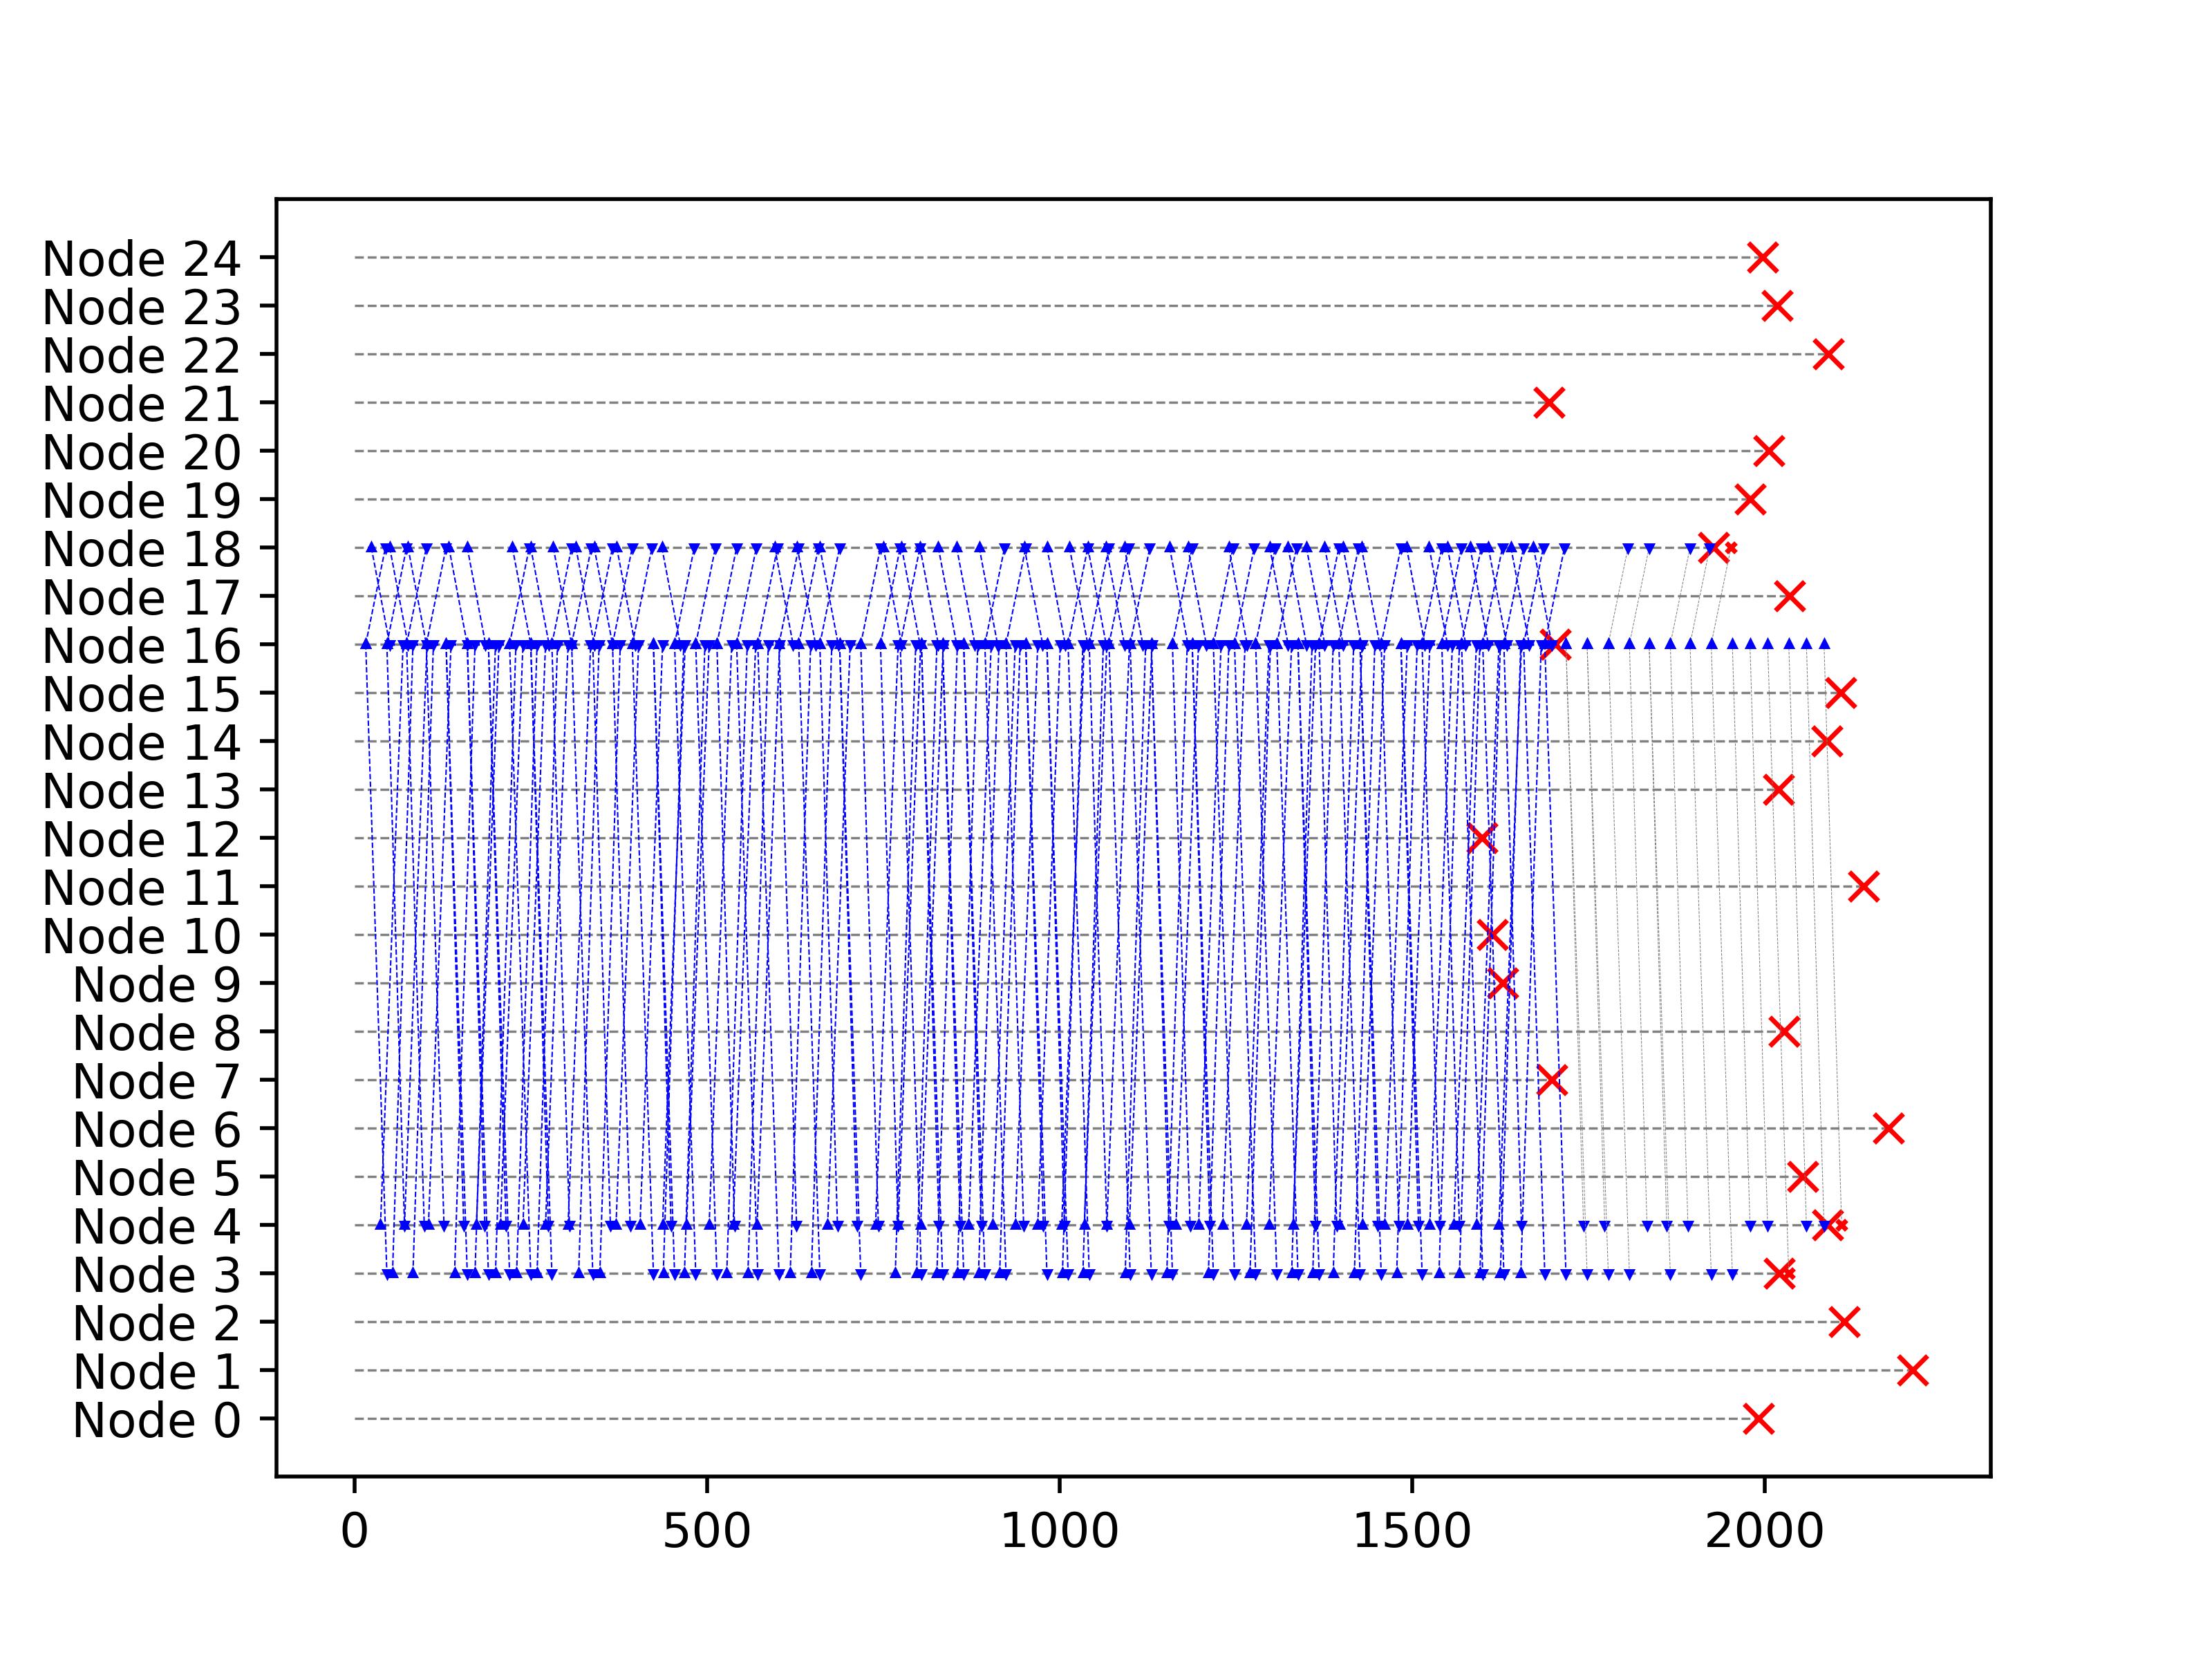 Node 24
Node 23
Node 22
Node 21
Node 20
Node 19
Node 18
Node 17
Node 16
Node 15
Node 14
Node 13
Node 12
Node 11
Node 10
Node 9
Node 8
Node 7
Node 6
Node 5
Node 4
Node 3
Node 2
Node 1
Node 0
0 500 1000 1500 2000